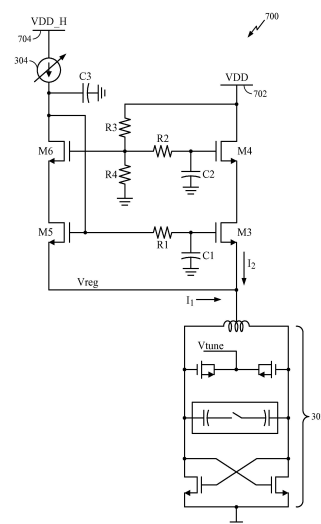 700
VDD_H
704
304
C3
VDD
702
R3
R2
M6
M4
R4
C2
M5
R1
M3
C1
I2
Vreg
I1
Vtune
30